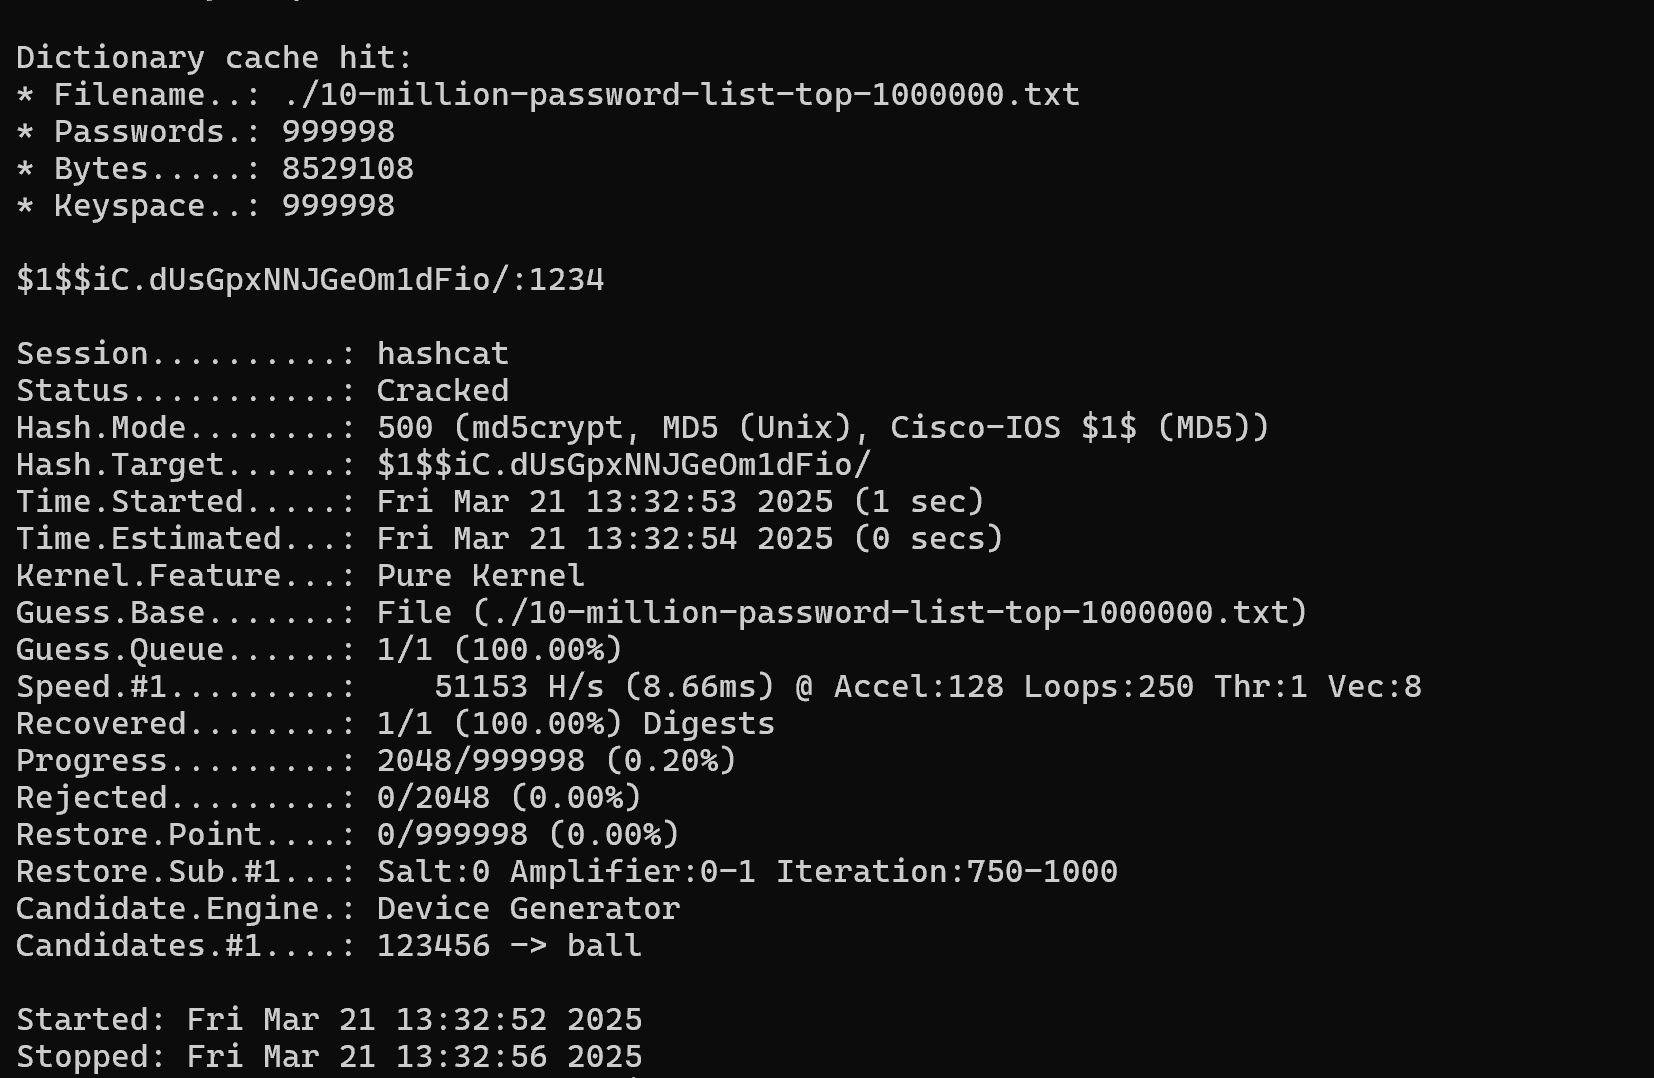 Dictionary cache hit:
* Filename..: ./10-million-password-list-top-1000000.txt
* Passwords.: 999998
* Bytes.....: 8529108
* Keyspace..: 999998
$1$$iC.dUsGpxNNJGeOm1dFio/:1234
Session..........: hashcat
Status...........: Cracked
Hash.Mode........: 500 (md5crypt, MD5 (Unix), Cisco-IOS $1$ (MD5))
Hash.Target......: $1$$iC.dUsGpxNNJGeOm1dFio/
Time.Started.....: Fri Mar 21 13:32:53 2025 (1 sec)
Time.Estimated...: Fri Mar 21 13:32:54 2025 (0 secs)
Kernel.Feature...: Pure Kernel
Guess.Base.......: File (./10-million-password-list-top-1000000.txt)
Guess.Queue......: 1/1 (100.00%)
Speed.#1.........:    51153 H/s (8.66ms) @ Accel:128 Loops:250 Thr:1 Vec:8
Recovered........: 1/1 (100.00%) Digests
Progress.........: 2048/999998 (0.20%)
Rejected.........: 0/2048 (0.00%)
Restore.Point....: 0/999998 (0.00%)
Restore.Sub.#1...: Salt:0 Amplifier:0-1 Iteration:750-1000
Candidate.Engine.: Device Generator
Candidates.#1....: 123456 -> ball
Started: Fri Mar 21 13:32:52 2025
Stopped: Fri Mar 21 13:32:56 2025